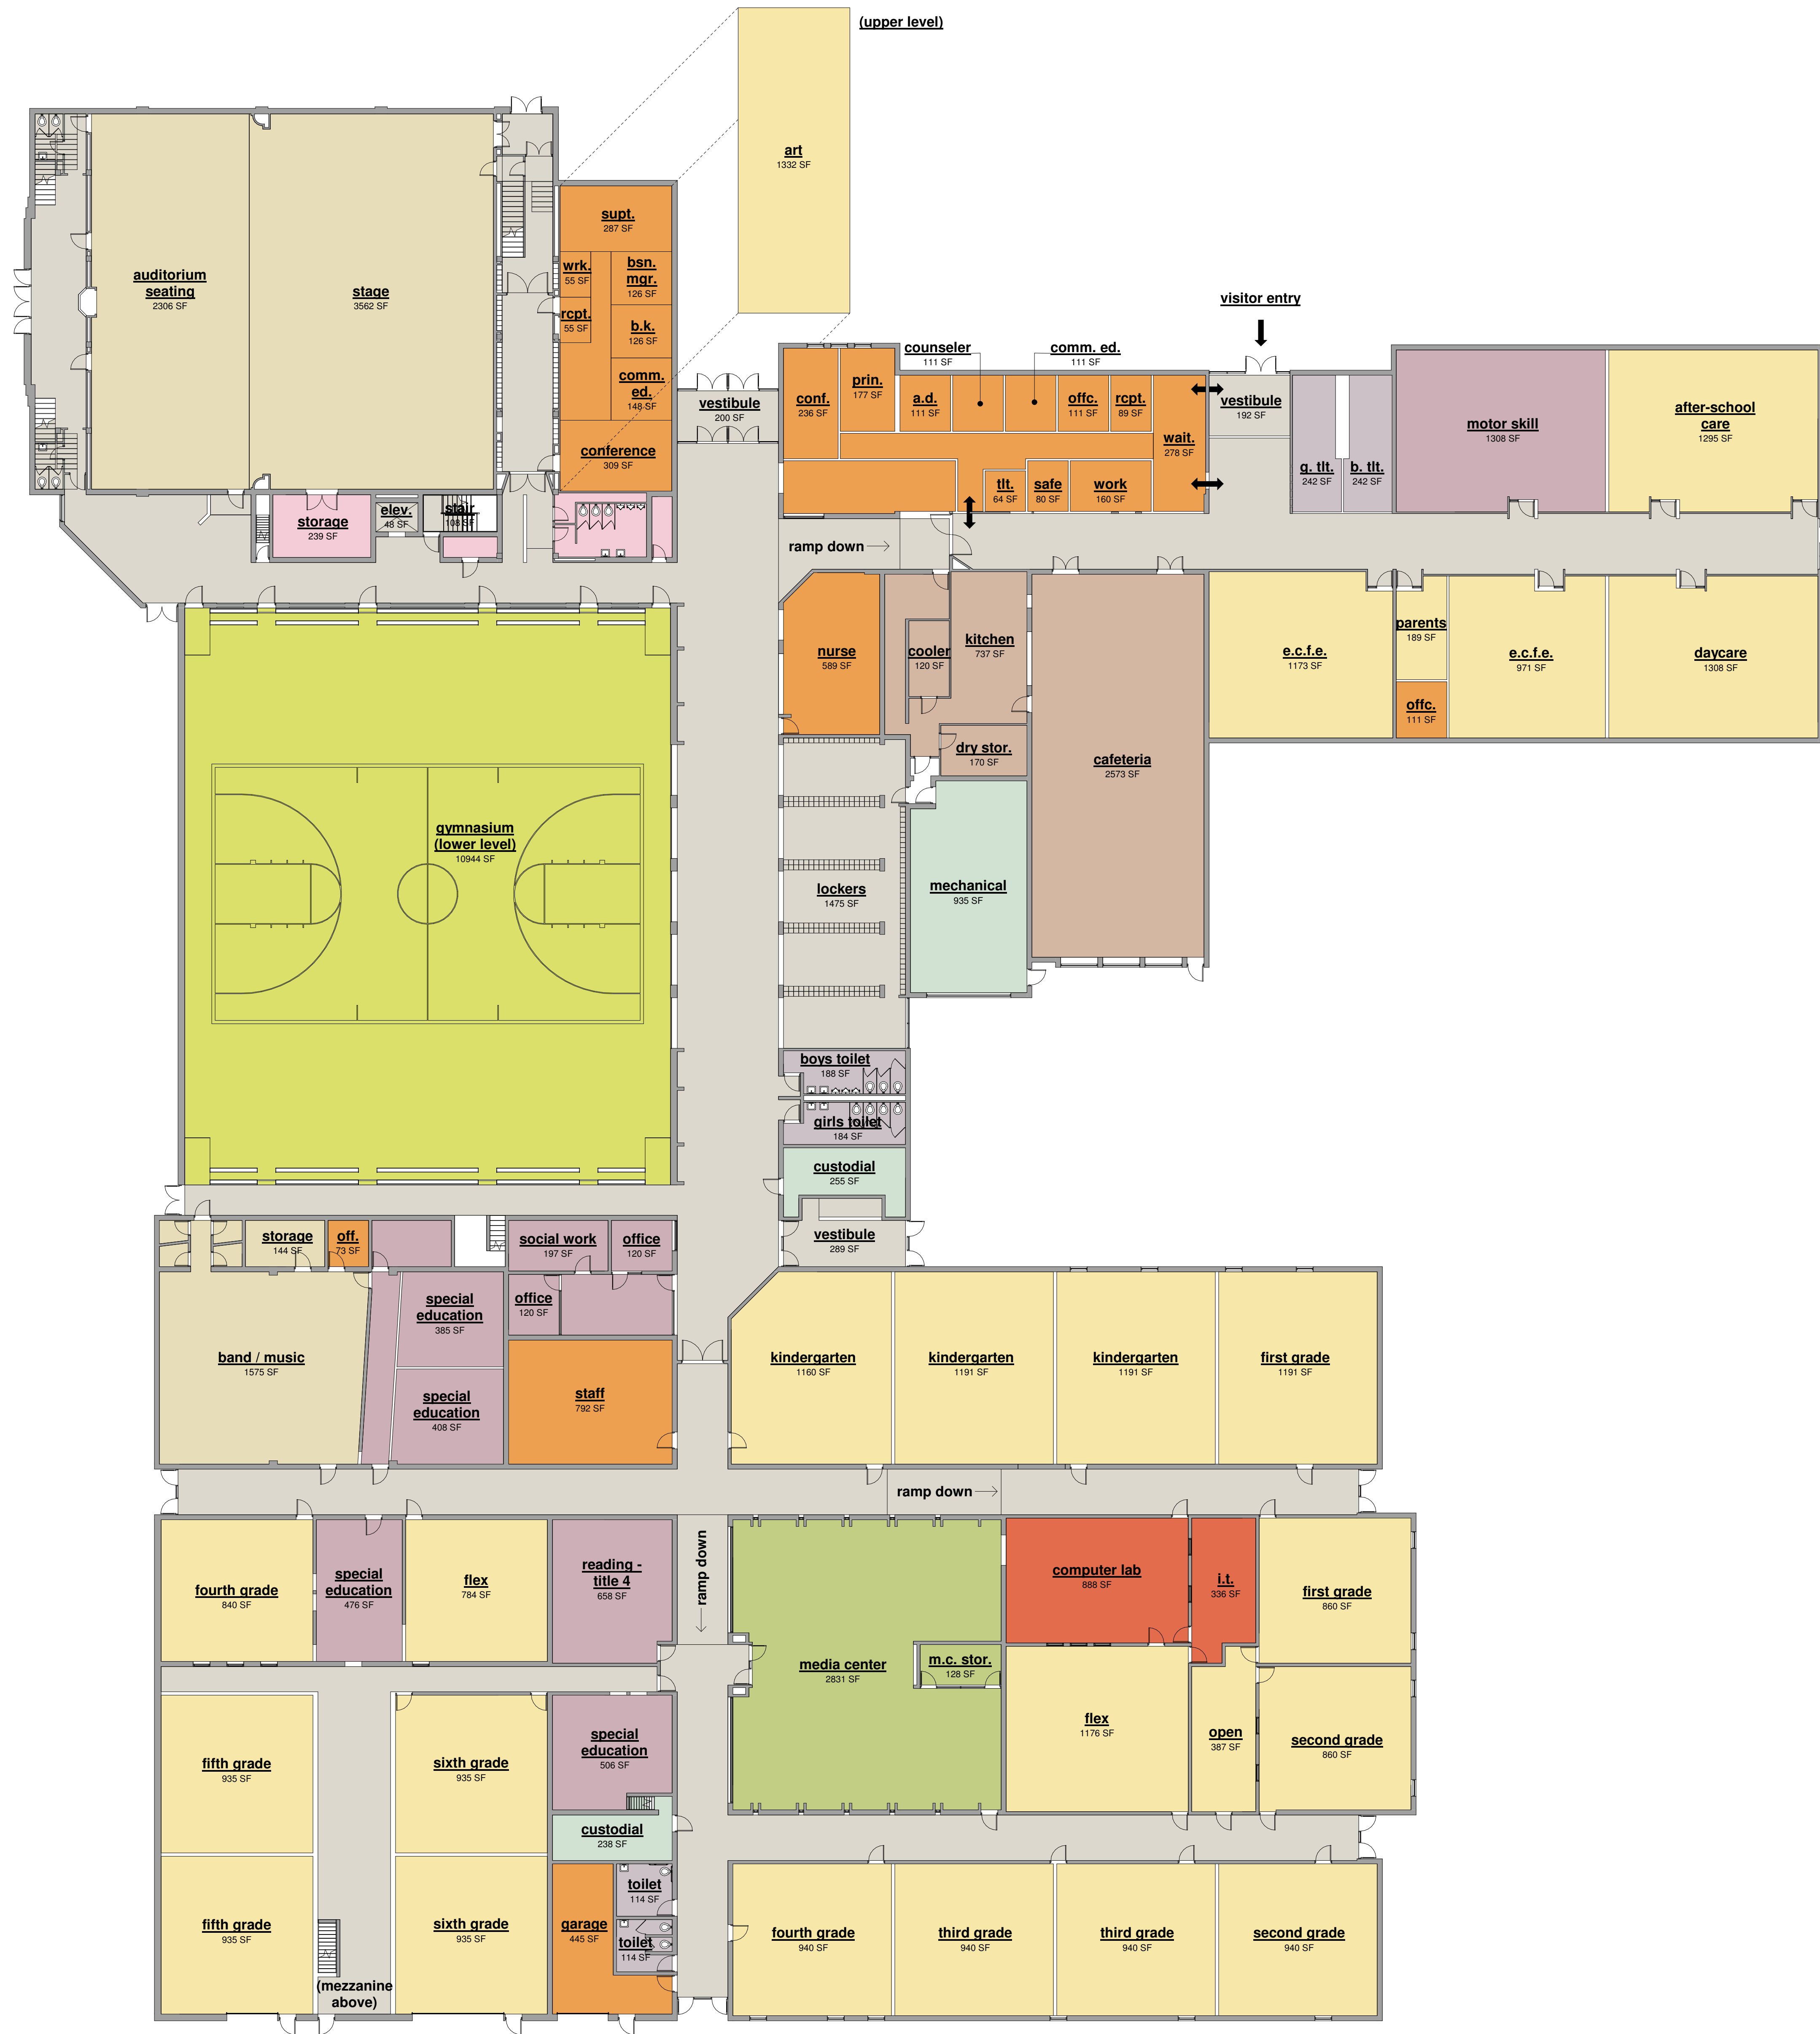 (upper level)
art
1332 SF
supt.
287 SF
wrk.
55 SF
bsn.
mgr.
126 SF
auditorium
seating
2306 SF
stage
3562 SF
rcpt.
55 SF
b.k.
126 SF
comm.
ed.
148 SF
conference
309 SF
vestibule
200 SF
visitor entry
counseler
111 SF
comm. ed.
111 SF
conf.
236 SF
prin.
177 SF
a.d.
111 SF
offc.
111 SF
rcpt.
89 SF
wait.
278 SF
vestibule
192 SF
tlt.
64 SF
safe
80 SF
work
160 SF
g. tlt.
242 SF
b. tlt.
242 SF
motor skill
1308 SF
after-school
care
1295 SF
storage
239 SF
elev.
48 SF
stair
108 SF
ramp down
nurse
589 SF
cooler
120 SF
kitchen
737 SF
dry stor.
170 SF
cafeteria
2573 SF
e.c.f.e.
1173 SF
parents
189 SF
offc.
111 SF
e.c.f.e.
971 SF
daycare
1308 SF
gymnasium
(lower level)
10944 SF
lockers
1475 SF
mechanical
935 SF
boys toilet
188 SF
girls toilet
184 SF
custodial
255 SF
vestibule
289 SF
storage
144 SF
off.
73 SF
social work
197 SF
office
120 SF
office
120 SF
special
education
385 SF
band / music
1575 SF
special
education
408 SF
staff
792 SF
kindergarten
1160 SF
kindergarten
1191 SF
kindergarten
1191 SF
first grade
1191 SF
ramp down
ramp down
fourth grade
840 SF
special
education
476 SF
flex
784 SF
reading -
title 4
658 SF
media center
2831 SF
m.c. stor.
128 SF
computer lab
888 SF
i.t.
336 SF
first grade
860 SF
flex
1176 SF
open
387 SF
second grade
860 SF
fifth grade
935 SF
sixth grade
935 SF
special
education
506 SF
custodial
238 SF
toilet
114 SF
toilet
114 SF
garage
445 SF
fifth grade
935 SF
sixth grade
935 SF
(mezzanine
above)
fourth grade
940 SF
third grade
940 SF
third grade
940 SF
second grade
940 SF